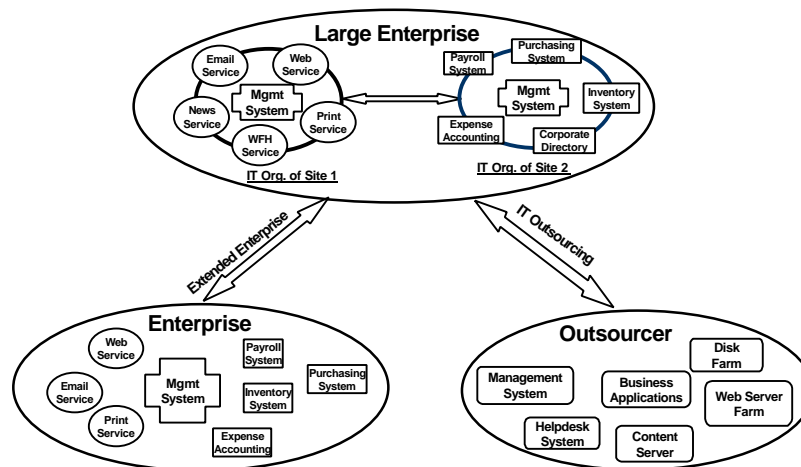 Large Enterprise
Email
Service
Web
Service
News
Service
Mgmt
System
Print
Service
WFH
Service
IT Org. of Site 1
Payroll
System
Purchasing
System
Mgmt
System
Inventory
System
Expense
Accounting
Corporate
Directory
IT Org. of Site 2
Extended Enterprise
IT Outsourcing
Enterprise
Web
Service
Email
Service
Print
Service
Mgmt
System
Payroll
System
Purchasing
System
Inventory
System
Expense
Accounting
Outsourcer
Disk
Farm
Management
System
Business
Applications
Web Server
Farm
Helpdesk
System
Content
Server